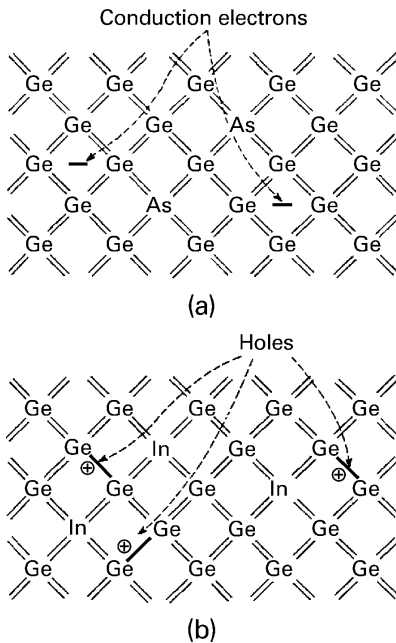 Conduction electrons
Ge Ge Ge Ge Ge
Ge Ge As Ge
Ge − Ge Ge Ge Ge
Ge As Ge − Ge
Ge Ge Ge Ge Ge
(a)
Holes
Ge Ge Ge Ge Ge
Ge In Ge Ge
⊕ ⊕
Ge Ge Ge In Ge
In Ge Ge Ge
⊕
Ge Ge Ge Ge Ge
(b)